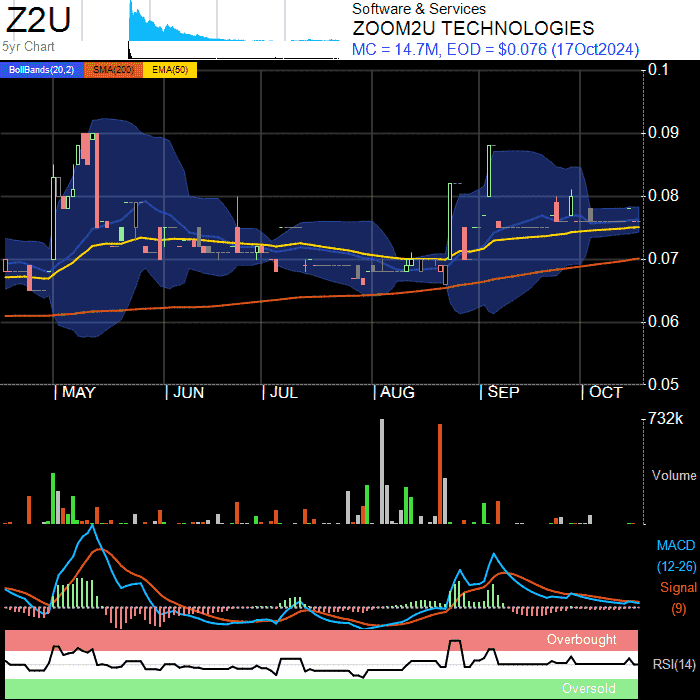 Z2U
5yr Chart
Software & Services
ZOOM2U TECHNOLOGIES
MC = 14.7M, EOD = $0.076 (17Oct2024)
BollBands(20,2) SMA(200) EMA(50)
0.1
0.09
0.08
0.07
0.06
0.05
MAY JUN JUL AUG SEP OCT
732k
Volume
MACD
(12-26)
Signal
(9)
Overbought
RSI(14)
Oversold